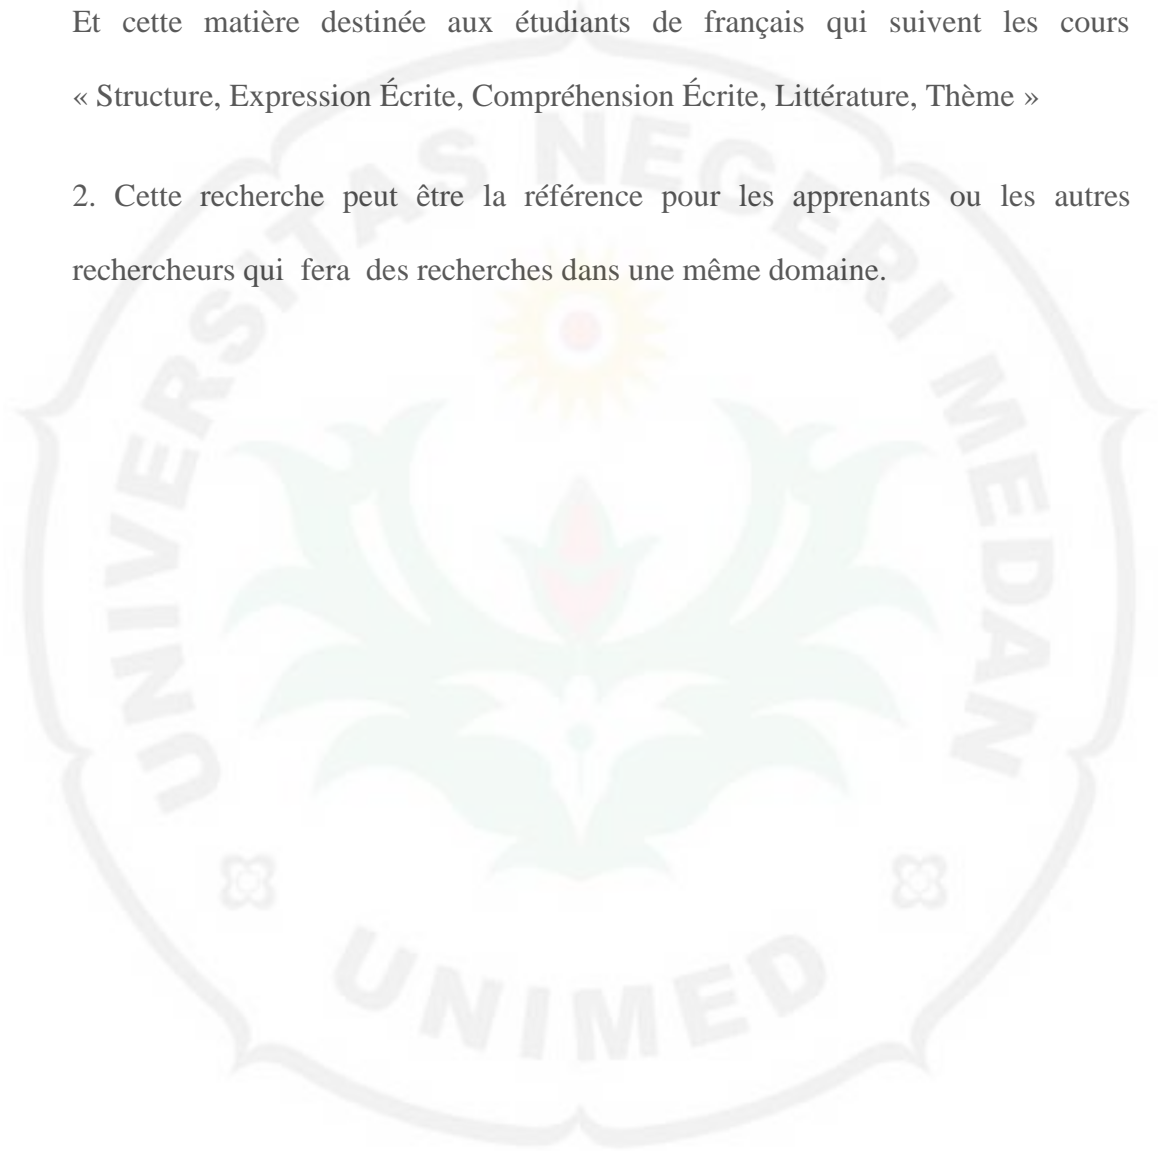 Et cette matière destinée aux étudiants de français qui suivent les cours
« Structure, Expression Écrite, Compréhension Écrite, Littérature, Thème »
2. Cette recherche peut être la référence pour les apprenants ou les autres
rechercheurs qui fera des recherches dans une même domaine.
UNIVERSITAS NEGERI MEDAN
UNIMED